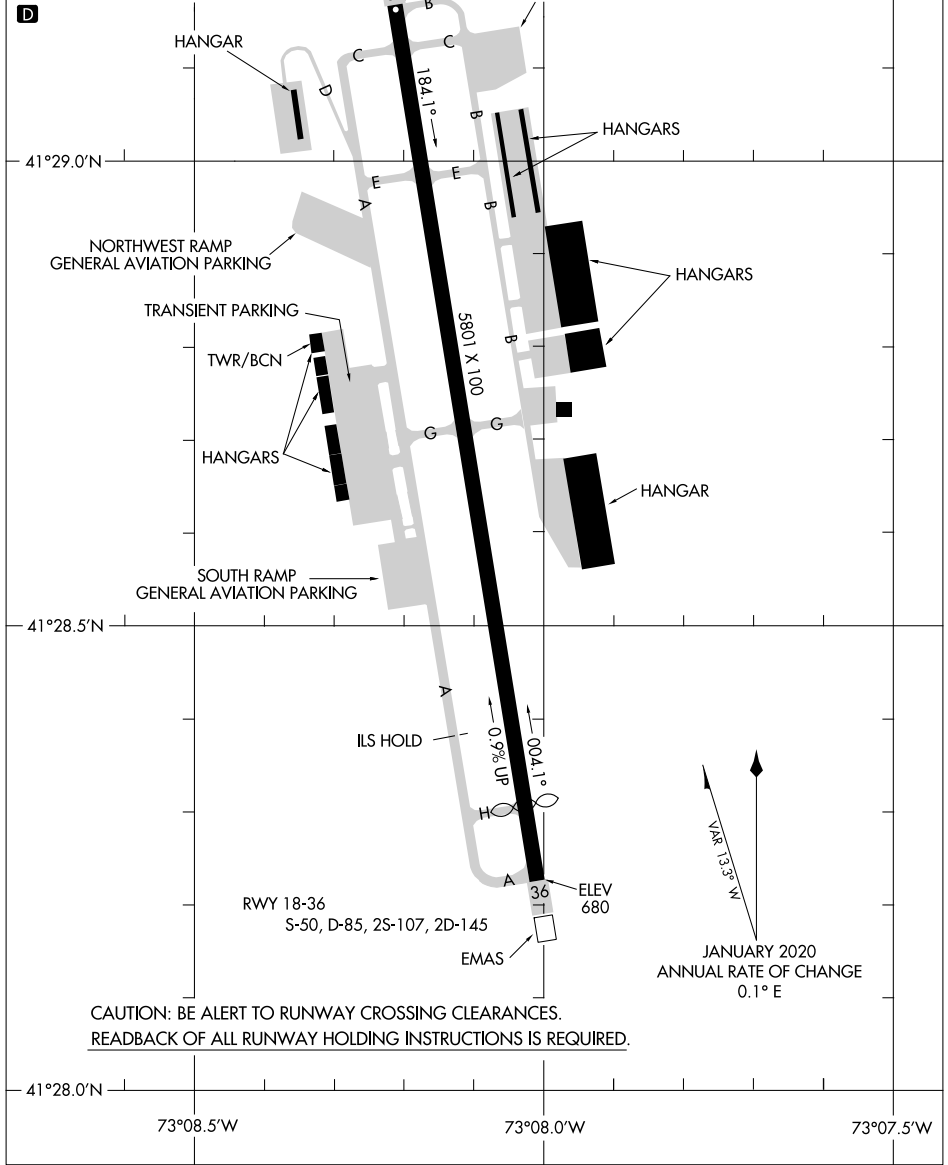 D
B
HANGAR
C
C
D
184.1°
B
HANGARS
41°29.0'N
E
E
A
B
NORTHWEST RAMP
GENERAL AVIATION PARKING
HANGARS
TRANSIENT PARKING
5801 X 100
B
TWR/BCN
G
G
HANGARS
HANGAR
SOUTH RAMP
GENERAL AVIATION PARKING
41°28.5'N
A
ILS HOLD
0.9% UP
004.1°
H
VAR 13.3° W
A
36
ELEV
680
RWY 18-36
S-50, D-85, 2S-107, 2D-145
EMAS
JANUARY 2020
ANNUAL RATE OF CHANGE
0.1° E
CAUTION: BE ALERT TO RUNWAY CROSSING CLEARANCES.
READBACK OF ALL RUNWAY HOLDING INSTRUCTIONS IS REQUIRED.
41°28.0'N
73°08.5'W
73°08.0'W
73°07.5'W